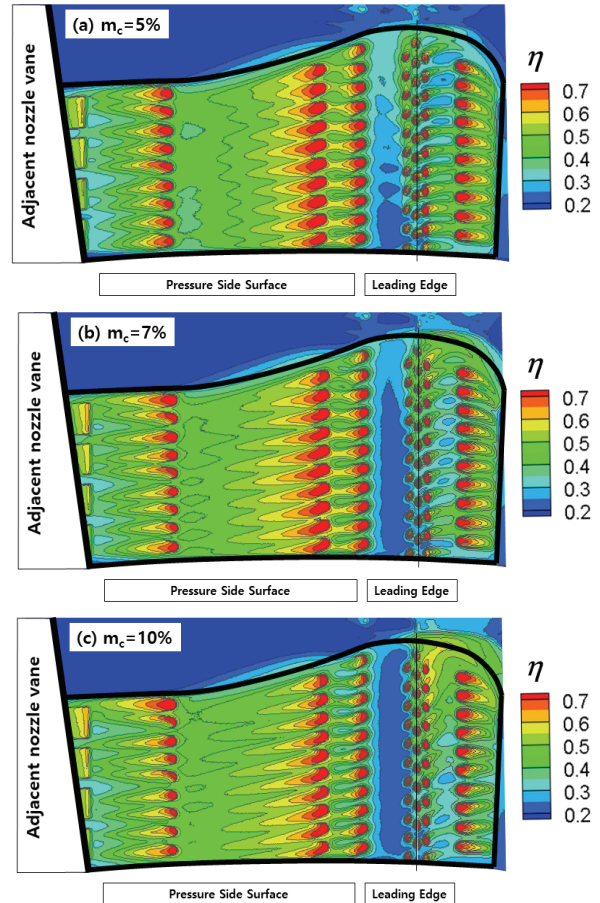 (a) m_c=5%
Adjacent nozzle vane
η
0.7
0.6
0.5
0.4
0.3
0.2
Pressure Side Surface
Leading Edge
(b) m_c=7%
Adjacent nozzle vane
η
0.7
0.6
0.5
0.4
0.3
0.2
Pressure Side Surface
Leading Edge
(c) m_c=10%
Adjacent nozzle vane
η
0.7
0.6
0.5
0.4
0.3
0.2
Pressure Side Surface
Leading Edge